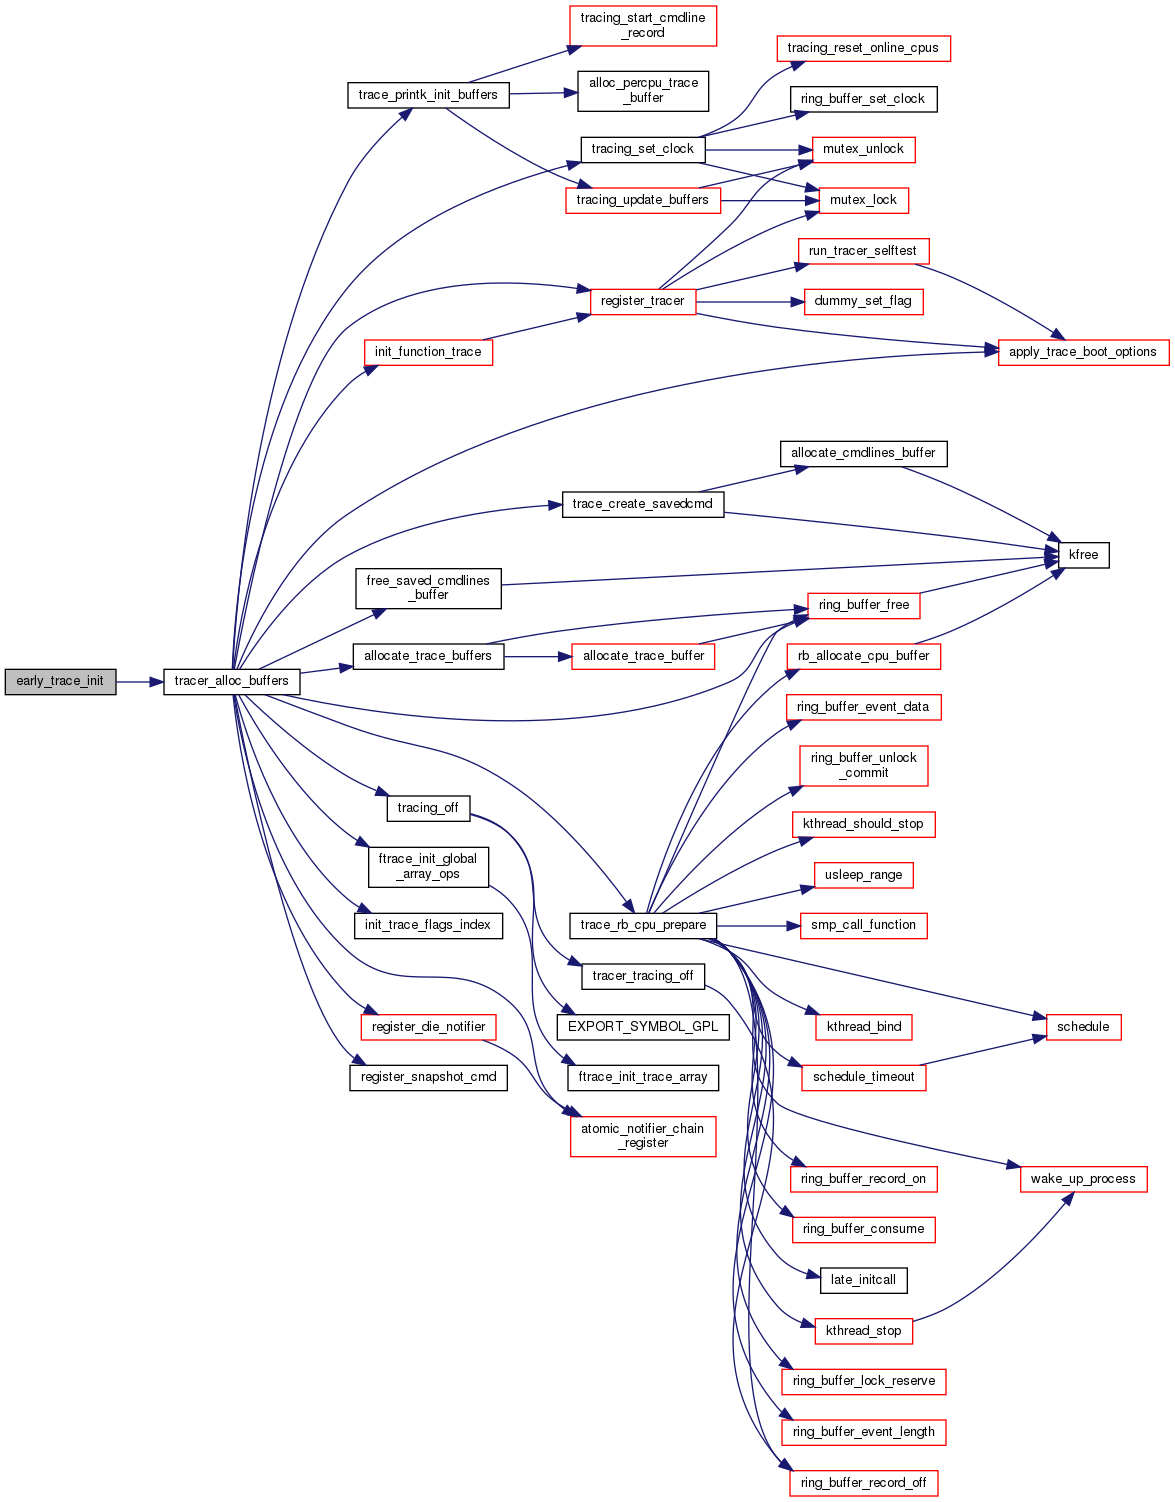 tracing_start_cmdline
_record
tracing_reset_online_cpus
trace_printk_init_buffers
alloc_percpu_trace
_buffer
ring_buffer_set_clock
tracing_set_clock
mutex_unlock
tracing_update_buffers
mutex_lock
run_tracer_selftest
register_tracer
dummy_set_flag
init_function_trace
apply_trace_boot_options
allocate_cmdlines_buffer
trace_create_savedcmd
kfree
free_saved_cmdlines
_buffer
ring_buffer_free
allocate_trace_buffers
allocate_trace_buffer
rb_allocate_cpu_buffer
early_trace_init
tracer_alloc_buffers
ring_buffer_event_data
ring_buffer_unlock
_commit
tracing_off
kthread_should_stop
ftrace_init_global
_array_ops
usleep_range
init_trace_flags_index
trace_rb_cpu_prepare
smp_call_function
tracer_tracing_off
register_die_notifier
EXPORT_SYMBOL_GPL
kthread_bind
schedule
register_snapshot_cmd
ftrace_init_trace_array
schedule_timeout
atomic_notifier_chain
_register
ring_buffer_record_on
wake_up_process
ring_buffer_consume
late_initcall
kthread_stop
ring_buffer_lock_reserve
ring_buffer_event_length
ring_buffer_record_off